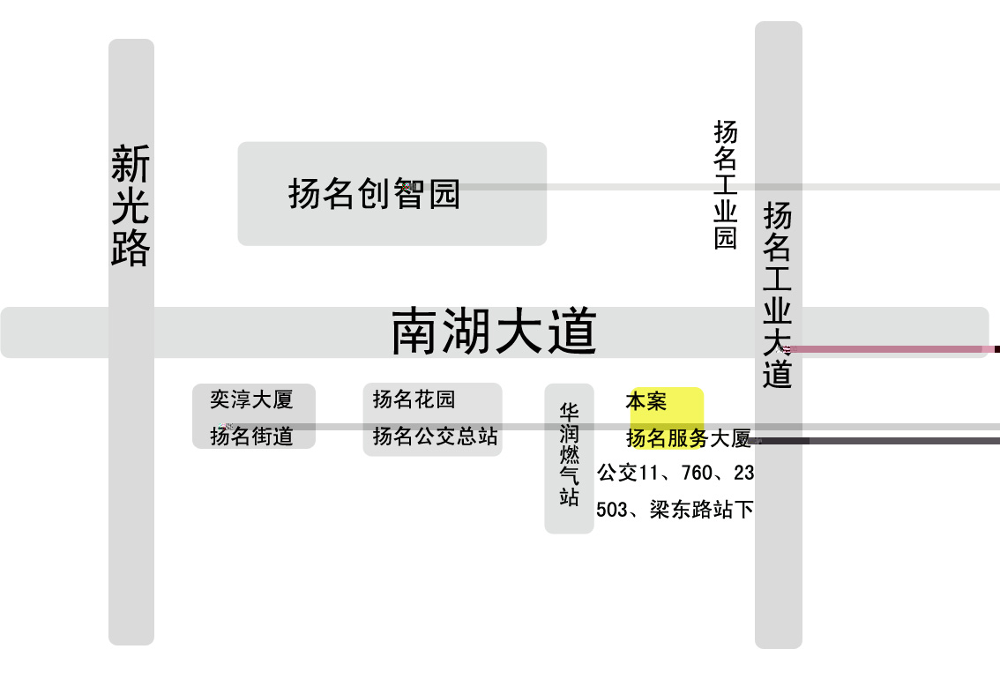 新光路
扬名创智园
扬名工业园
扬名工业大道
南湖大道
奕淳大厦
扬名街道
扬名花园
扬名公交总站
华润燃气站
本案
扬名服务大厦
公交11、760、23
503、梁东路站下